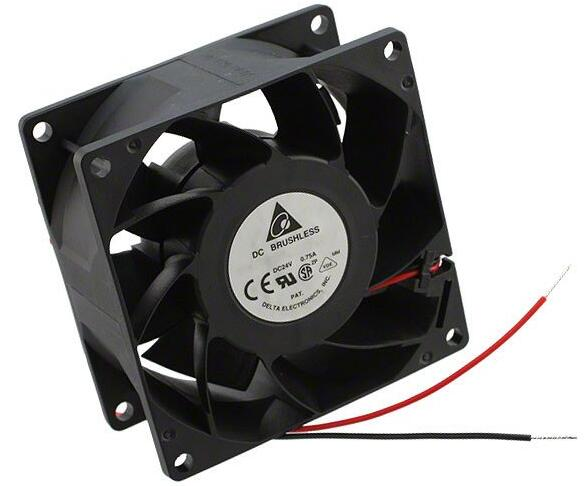 DC BRUSHLESS
DC24V 0.75A
CE
PAT.
DELTA ELECTRONICS, INC.